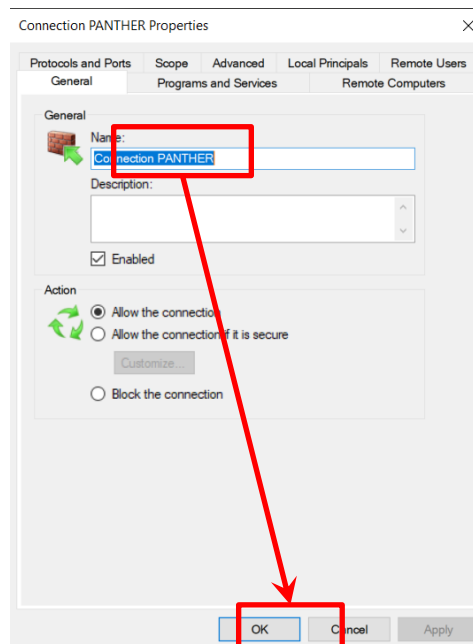 Connection PANTHER Properties
Protocols and Ports Scope Advanced Local Principals Remote Users
General Programs and Services Remote Computers
General
Name:
Connection PANTHER
Description:
Enabled
Action
Allow the connection
Allow the connection if it is secure
Customize...
Block the connection
OK Cancel Apply